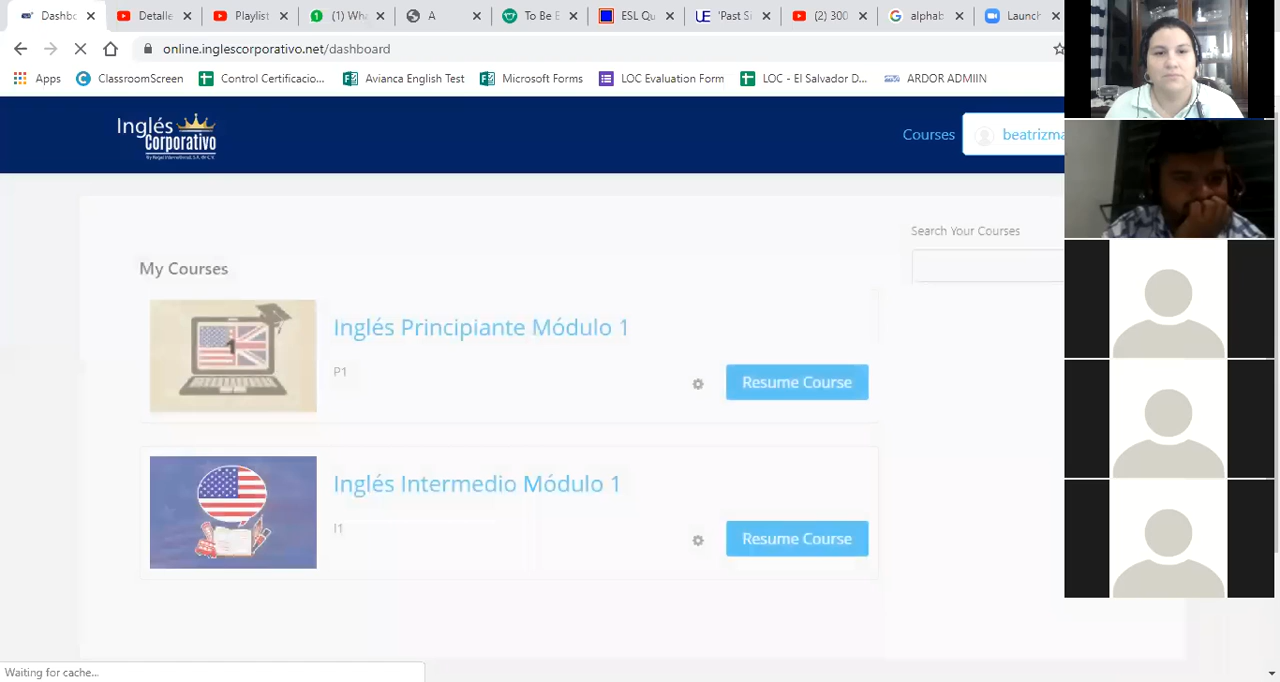 Dashbo
Detalle
Playlist
(1) Wha
A
To Be E
ESL Qu
'Past Si
(2) 300
alphab
Launch
online.inglescorporativo.net/dashboard
Apps
ClassroomScreen
Control Certificacio...
Avianca English Test
Microsoft Forms
LOC Evaluation Form
LOC - El Salvador D...
ARDOR ADMIIN
Inglés
Corporativo
Courses
beatrizma
Search Your Courses
My Courses
1
Inglés Principiante Módulo 1
P1
Resume Course
Inglés Intermedio Módulo 1
I1
Resume Course
Waiting for cache...